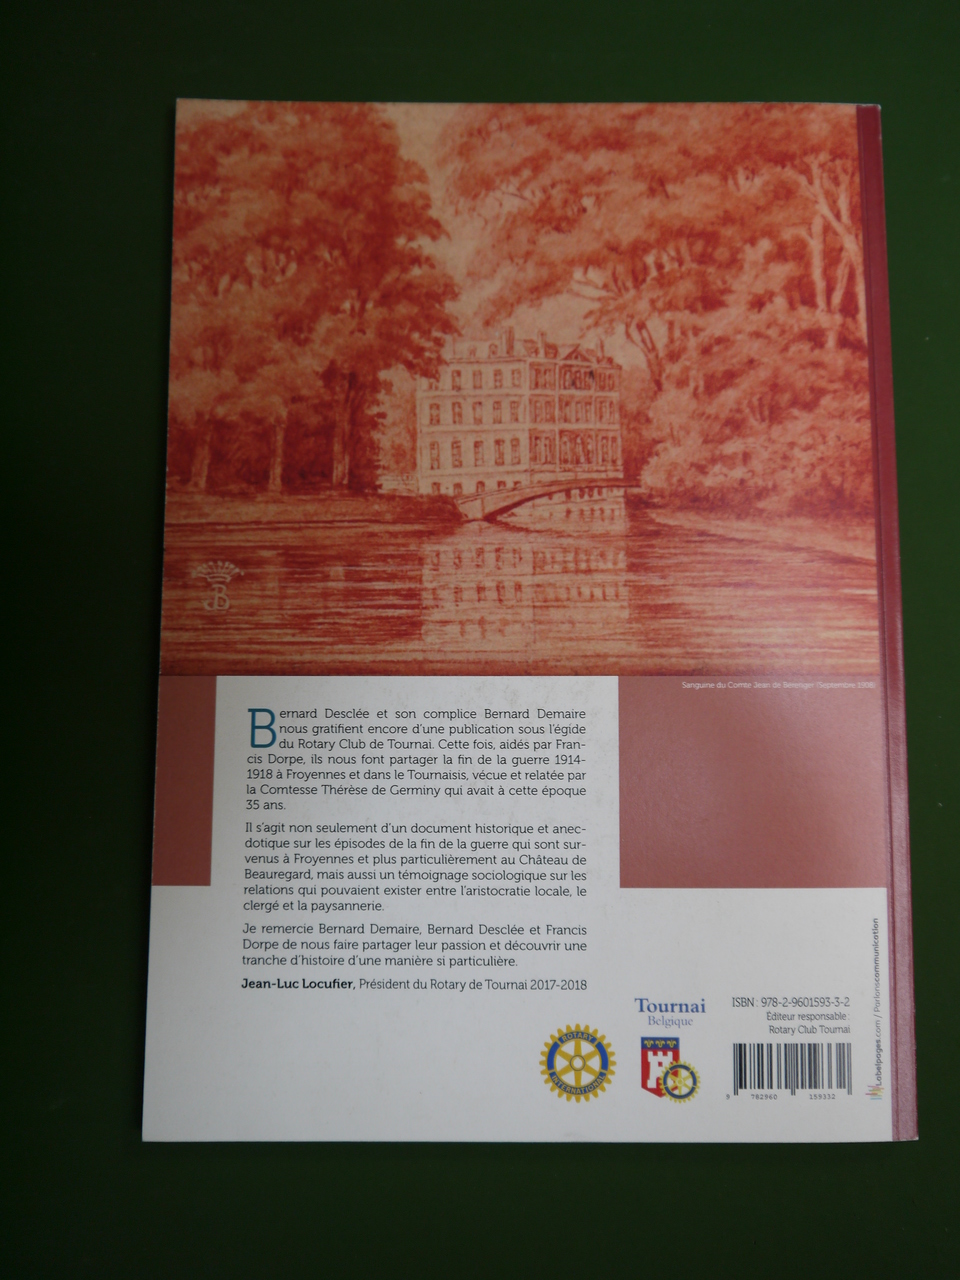 Sanguine du Comte Jean de Bérenger (Septembre 1908)
Bernard Desclée et son complice Bernard Demaire
nous gratifient encore d'une publication sous l'égide
du Rotary Club de Tournai. Cette fois, aidés par Fran-
cis Dorpe, ils nous font partager la fin de la guerre 1914-
1918 à Froyennes et dans le Tournaisis, vécue et relatée par
la Comtesse Thérèse de Germiny qui avait à cette époque
35 ans.
Il s'agit non seulement d'un document historique et anec-
dotique sur les épisodes de la fin de la guerre qui sont sur-
venus à Froyennes et plus particulièrement au Château de
Beauregard, mais aussi un témoignage sociologique sur les
relations qui pouvaient exister entre l'aristocratie locale, le
clergé et la paysannerie.
Je remercie Bernard Demaire, Bernard Desclée et Francis
Dorpe de nous faire partager leur passion et découvrir une
tranche d'histoire d'une manière si particulière.
Jean-Luc Locufier, Président du Rotary de Tournai 2017-2018
ROTARY
INTERNATIONAL
Tournai
Belgique
ISBN : 978-2-9601593-3-2
Éditeur responsable :
Rotary Club Tournai
9 782960 159332
Labelpages.com / Parlonscommunication